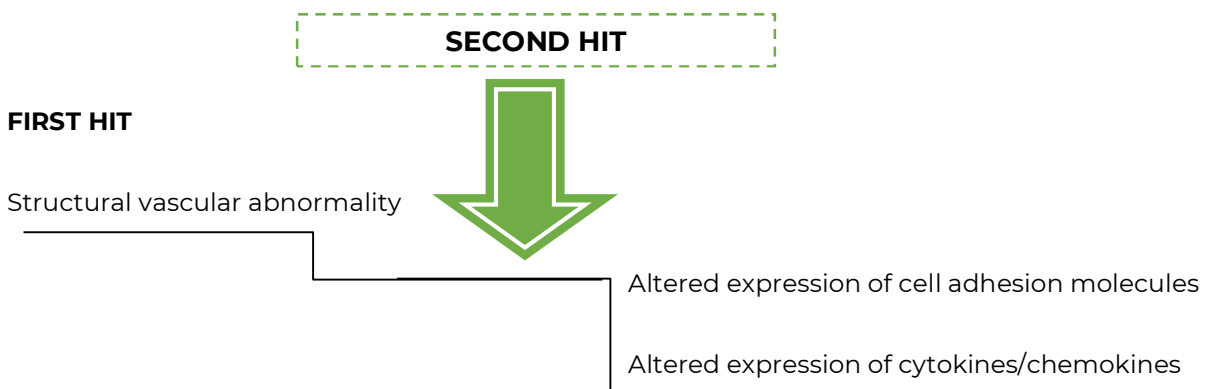 SECOND HIT
FIRST HIT
Structural vascular abnormality
Altered expression of cell adhesion molecules
Altered expression of cytokines/chemokines